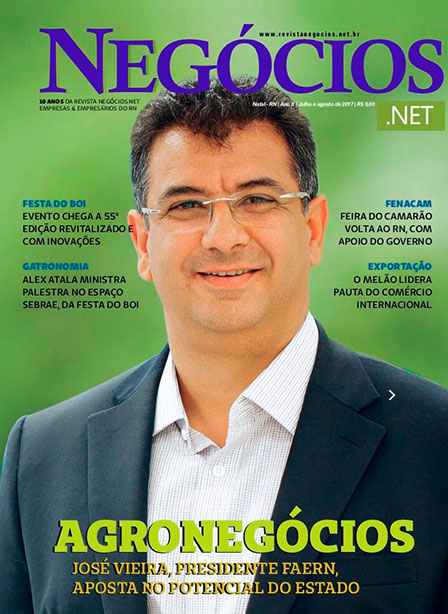 www.revistanegocios.net.br
NEGÓCIOS
.NET
10 ANOS DA REVISTA NEGÓCIOS.NET
EMPRESAS & EMPRESÁRIOS DO RN
Natal - RN | Ano X | Julho e agosto de 2017 | R$ 6,00
FESTA DO BOI
EVENTO CHEGA A 55ª
EDIÇÃO REVITALIZADO E
COM INOVAÇÕES
GATRONOMIA
ALEX ATALA MINISTRA
PALESTRA NO ESPAÇO
SEBRAE, DA FESTA DO BOI
FENACAM
FEIRA DO CAMARÃO
VOLTA AO RN, COM
APOIO DO GOVERNO
EXPORTAÇÃO
O MELÃO LIDERA
PAUTA DO COMÉRCIO
INTERNACIONAL
AGRONEGÓCIOS
JOSÉ VIEIRA, PRESIDENTE FAERN,
APOSTA NO POTENCIAL DO ESTADO